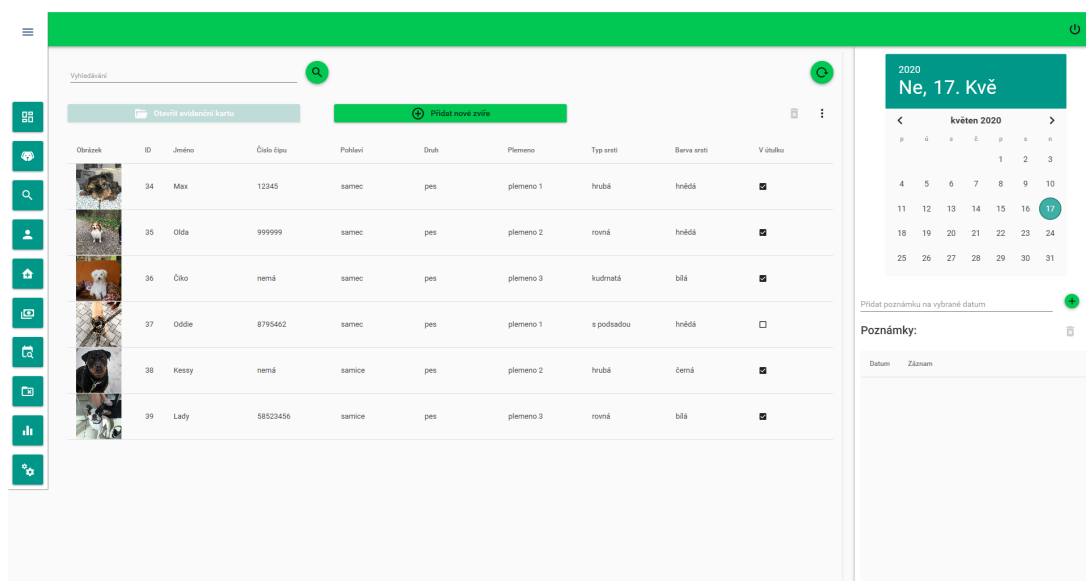 Vyhledávání
Otevřít evidenční kartu
Přidat nové zvíře
Obrázek ID Jméno Číslo čipu Pohlaví Druh Plemeno Typ srsti Barva srsti V útulku
34 Max 12345 samec pes plemeno 1 hrubá hnědá
35 Olda 999999 samec pes plemeno 2 rovná hnědá
36 Čiko nemá samec pes plemeno 3 kudrnatá bílá
37 Oddie 8795462 samec pes plemeno 1 s podsadou hnědá
38 Kessy nemá samice pes plemeno 2 hrubá černá
39 Lady 58523456 samice pes plemeno 3 rovná bílá
2020
Ne, 17. Kvě
květen 2020
p ú s č p s n
1 2 3
4 5 6 7 8 9 10
11 12 13 14 15 16 17
18 19 20 21 22 23 24
25 26 27 28 29 30 31
Přidat poznámku na vybrané datum
Poznámky:
Datum Záznam